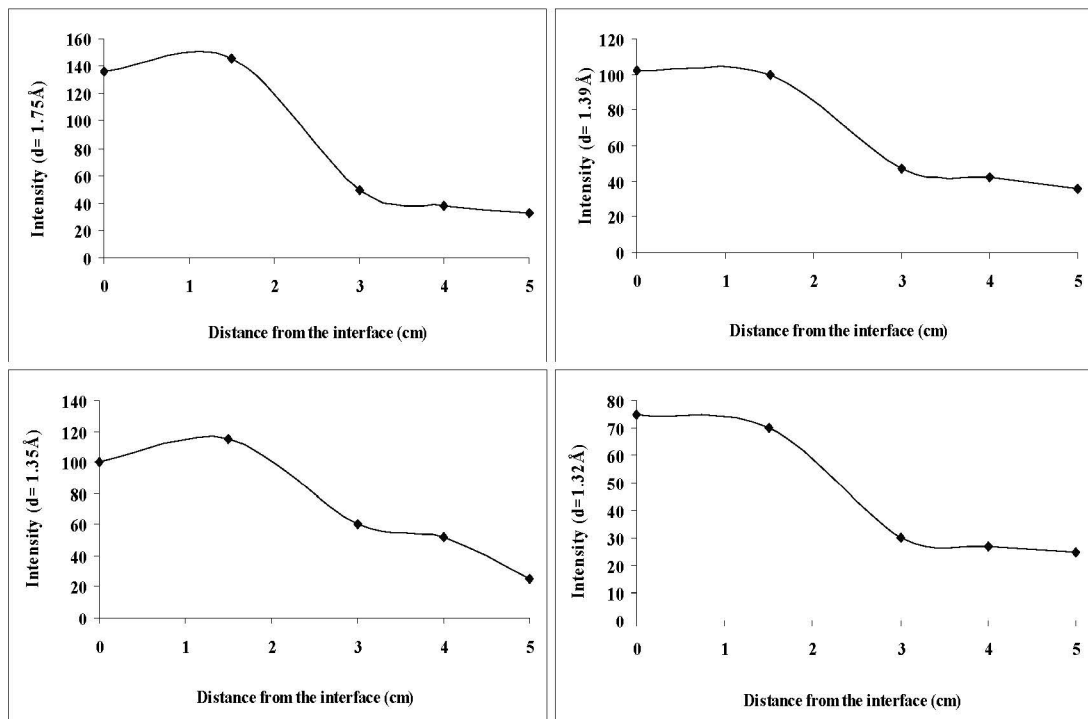 Intensity (d= 1.75Å)
160
140
120
100
80
60
40
20
0
0 1 2 3 4 5
Distance from the interface (cm)
Intensity (d= 1.39Å)
120
100
80
60
40
20
0
0 1 2 3 4 5
Distance from the interface (cm)
Intensity (d= 1.35Å)
140
120
100
80
60
40
20
0
0 1 2 3 4 5
Distance from the interface (cm)
Intensity (d=1.32Å)
80
70
60
50
40
30
20
10
0
0 1 2 3 4 5
Distance from the interface (cm)